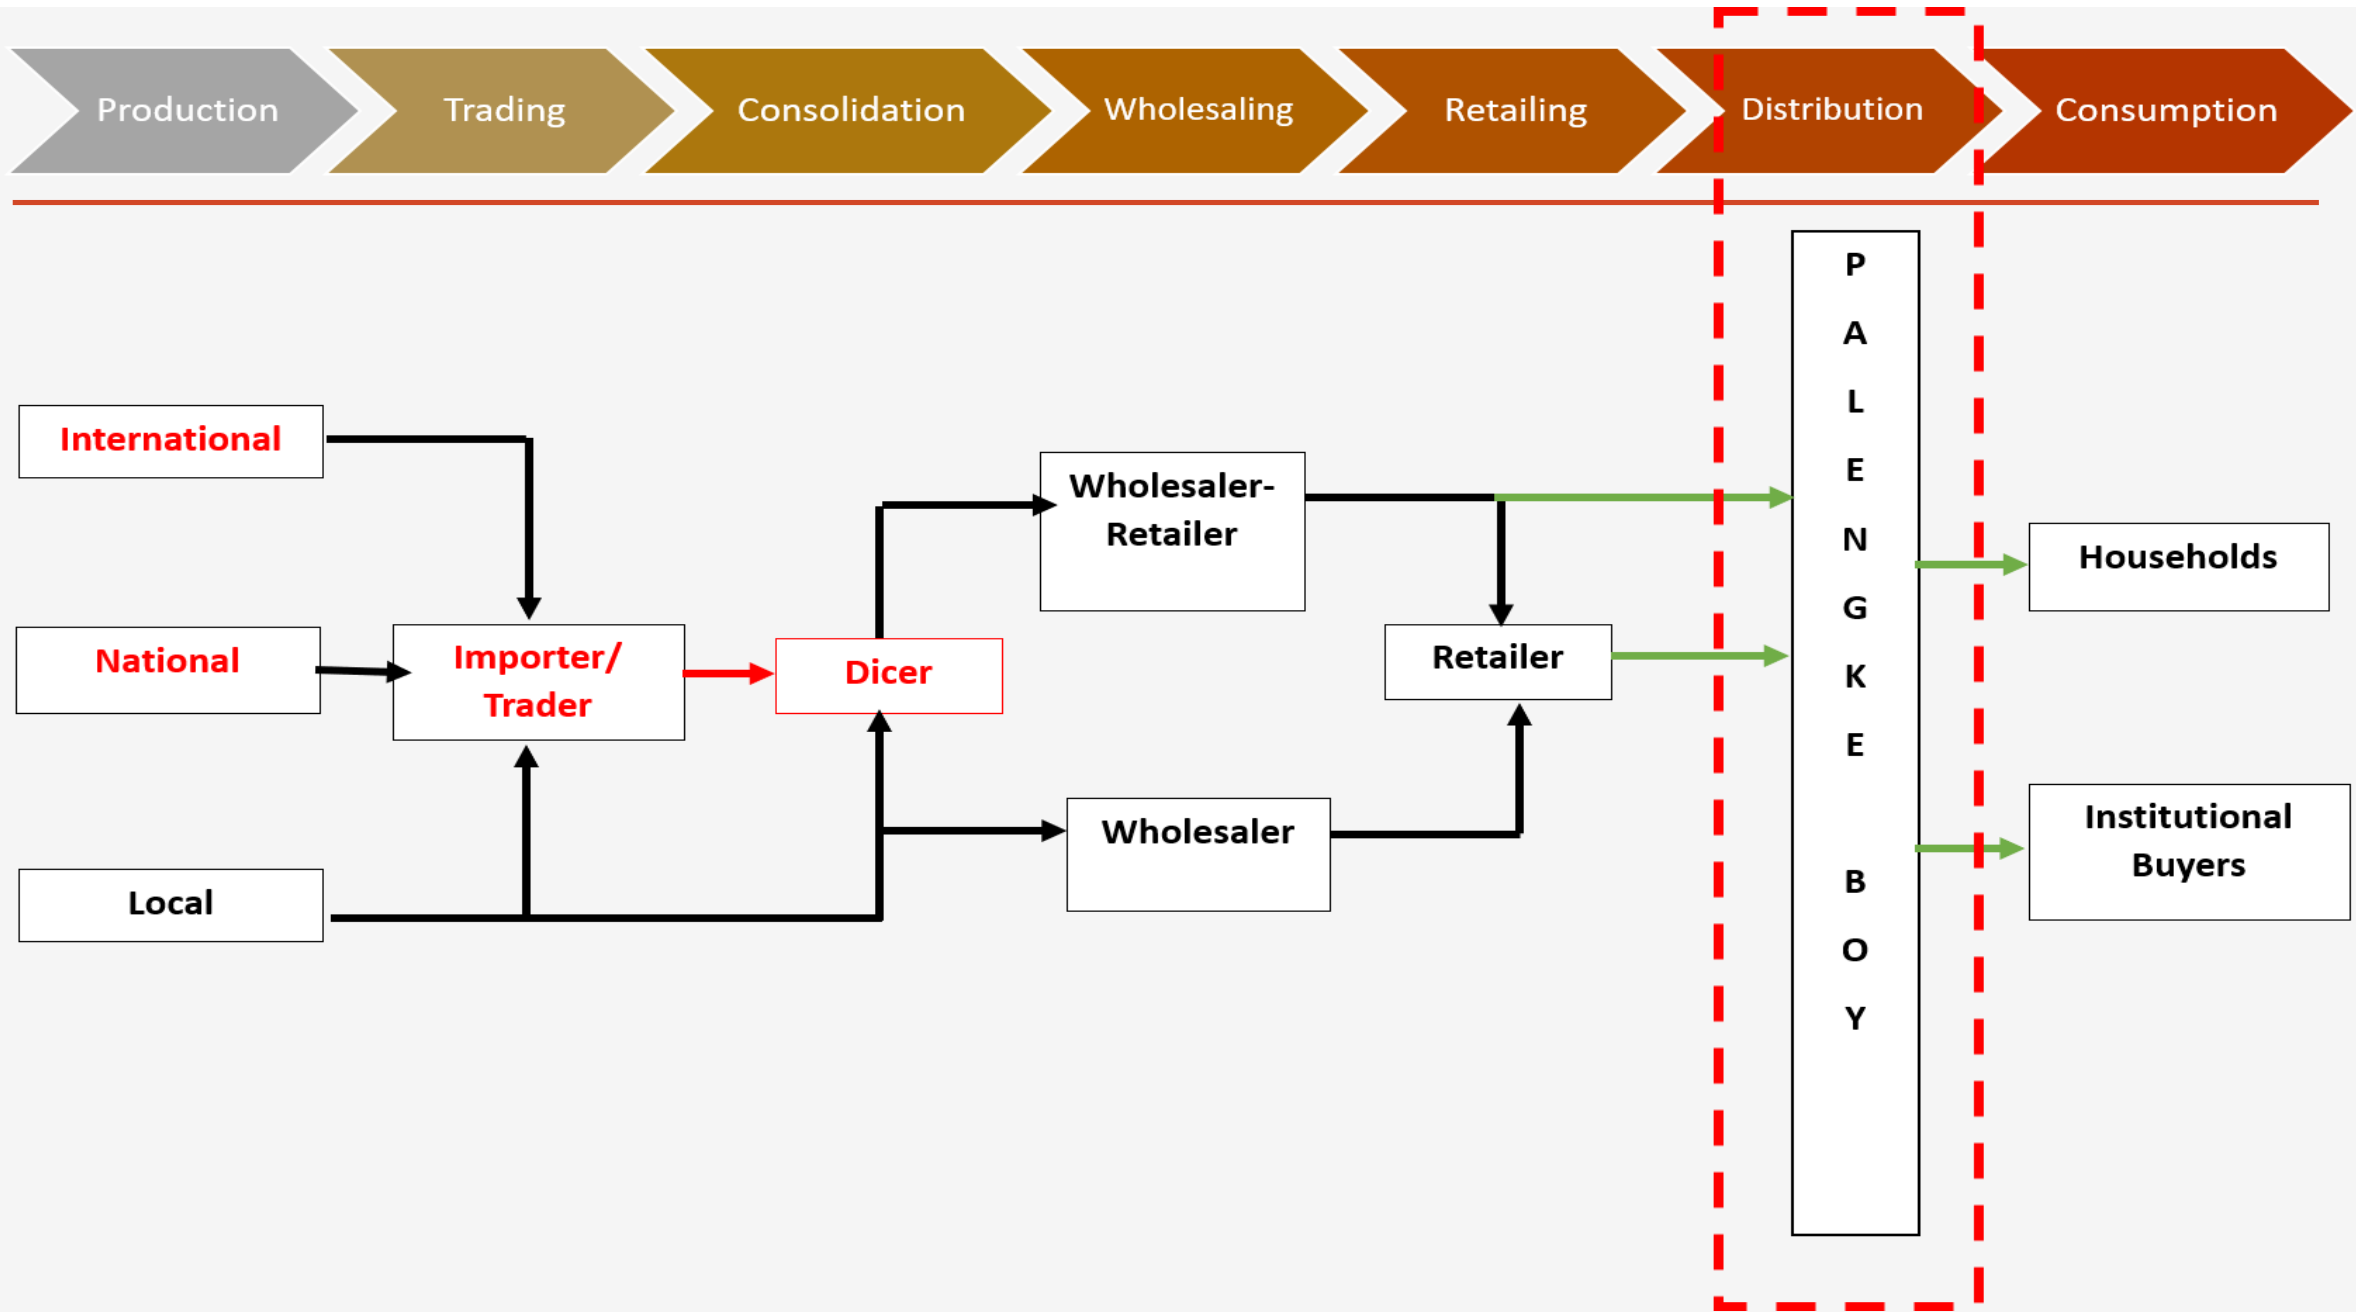 Production
Trading
Consolidation
Wholesaling
Retailing
Distribution
Consumption
International
National
Local
Importer/
Trader
Dicer
Wholesaler-
Retailer
Wholesaler
Retailer
P
A
L
E
N
G
K
E
B
O
Y
Households
Institutional
Buyers